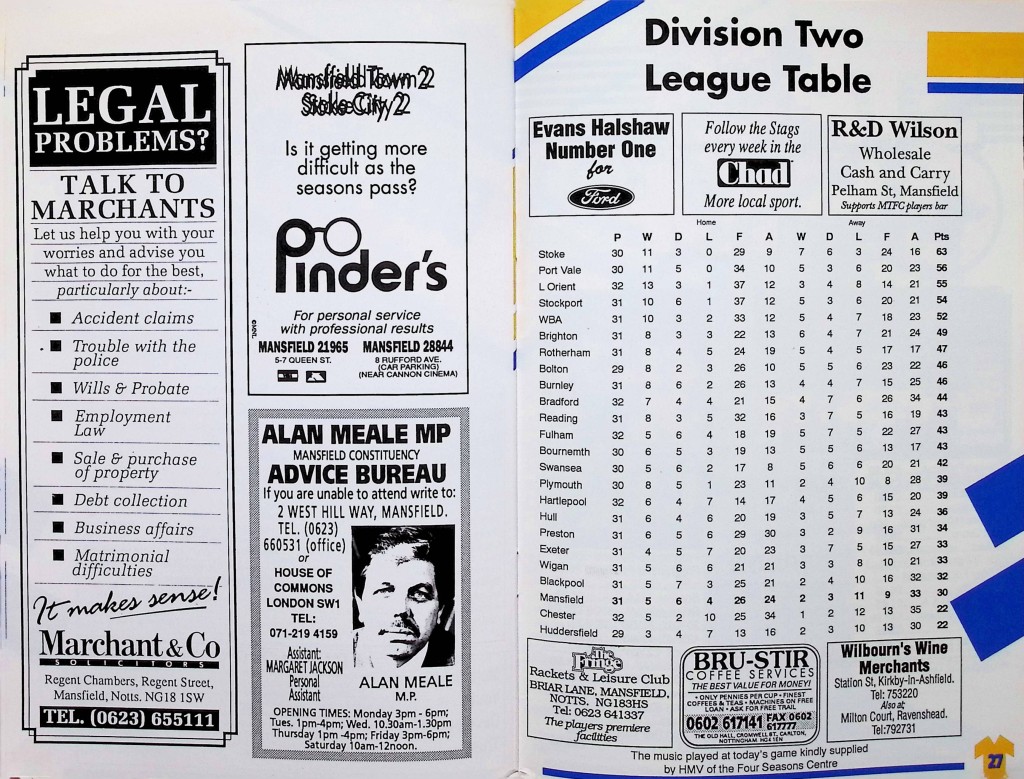 LEGAL
PROBLEMS?
TALK TO
MARCHANTS
Let us help you with your
worries and advise you
what to do for the best,
particularly about:-
■ Accident claims
■ Trouble with the
police
■ Wills & Probate
■ Employment
Law
■ Sale & purchase
of property
■ Debt collection
■ Business affairs
■ Matrimonial
difficulties
It makes sense!
Marchant & Co
SOLICITORS
Regent Chambers, Regent Street,
Mansfield, Notts. NG18 1SW
TEL. (0623) 655111
Mansfield Town 2
Stoke City 2
Is it getting more
difficult as the
seasons pass?
Pinder's
For personal service
with professional results
MANSFIELD 21965 MANSFIELD 28844
5-7 QUEEN ST. 8 RUFFORD AVE.
(CAR PARKING)
(NEAR CANNON CINEMA)
ALAN MEALE MP
MANSFIELD CONSTITUENCY
ADVICE BUREAU
If you are unable to attend write to:
2 WEST HILL WAY, MANSFIELD.
TEL. (0623)
660531 (office)
or
HOUSE OF
COMMONS
LONDON SW1
TEL:
071-219 4159
Assistant:
MARGARET JACKSON
Personal
Assistant
ALAN MEALE
M.P.
OPENING TIMES: Monday 3pm - 6pm;
Tues. 1pm-4pm; Wed. 10.30am-1.30pm
Thursday 1pm -4pm; Friday 3pm-6pm;
Saturday 10am-12noon.
Division Two
League Table
Evans Halshaw
Number One
for
Ford
Follow the Stags
every week in the
Chad
More local sport.
R&D Wilson
Wholesale
Cash and Carry
Pelham St, Mansfield
Supports MTFC players bar
Home Away
P W D L F A W D L F A Pts
Stoke 30 11 3 0 29 9 7 6 3 24 16 63
Port Vale 30 11 5 0 34 10 5 3 6 20 23 56
L Orient 32 13 3 1 37 12 3 4 8 14 21 55
Stockport 31 10 6 1 37 12 5 3 6 20 21 54
WBA 31 10 3 2 33 12 5 4 7 18 23 52
Brighton 31 8 3 3 22 13 6 4 7 21 24 49
Rotherham 31 8 4 5 24 19 5 4 5 17 17 47
Bolton 29 8 2 3 26 10 5 5 6 23 22 46
Burnley 31 8 6 2 26 13 4 4 7 15 25 46
Bradford 32 7 4 4 21 15 4 7 6 26 34 44
Reading 31 8 3 5 32 16 3 7 5 16 19 43
Fulham 32 5 6 4 18 19 5 7 5 22 27 43
Bournemth 30 6 5 3 19 13 5 5 6 13 17 43
Swansea 30 5 6 2 17 8 5 6 6 20 21 42
Plymouth 30 8 5 1 23 11 2 4 10 8 28 39
Hartlepool 32 6 4 7 14 17 4 5 6 15 20 39
Hull 31 6 4 6 20 19 3 5 7 13 24 36
Preston 31 6 5 6 29 30 3 2 9 16 31 34
Exeter 31 4 5 7 20 23 3 7 5 15 27 33
Wigan 31 5 6 6 21 21 3 3 8 10 21 33
Blackpool 31 5 7 3 25 21 2 4 10 16 32 32
Mansfield 31 5 6 4 26 24 2 3 11 9 33 30
Chester 32 5 2 10 25 34 1 2 12 13 35 22
Huddersfield 29 3 4 7 13 16 2 3 10 13 30 22
The
Fringe
Rackets & Leisure Club
BRIAR LANE, MANSFIELD,
NOTTS. NG183HS
Tel: 0623 641337
The players premiere
facilities
BRU-STIR
COFFEE SERVICES
THE BEST VALUE FOR MONEY!
• ONLY PENNIES PER CUP • FINEST
COFFEES & TEAS • MACHINES ON FREE
LOAN • ASK FOR FREE TRAIL
0602 617141 FAX 0602
617777
THE OLD HALL, CROMWELL ST, CARLTON,
NOTTINGHAM NG4 1EN
Wilbourn's Wine
Merchants
Station St, Kirkby-In-Ashfield.
Tel: 753220
Also at:
Milton Court, Ravenshead.
Tel:792731
The music played at today's game kindly supplied
by HMV of the Four Seasons Centre
27